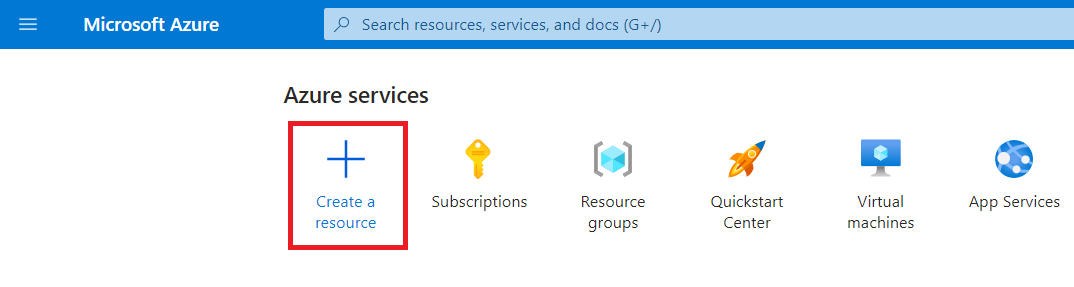 Microsoft Azure
Search resources, services, and docs (G+/)
Azure services
Create a
resource
Subscriptions
Resource
groups
Quickstart
Center
Virtual
machines
App Services